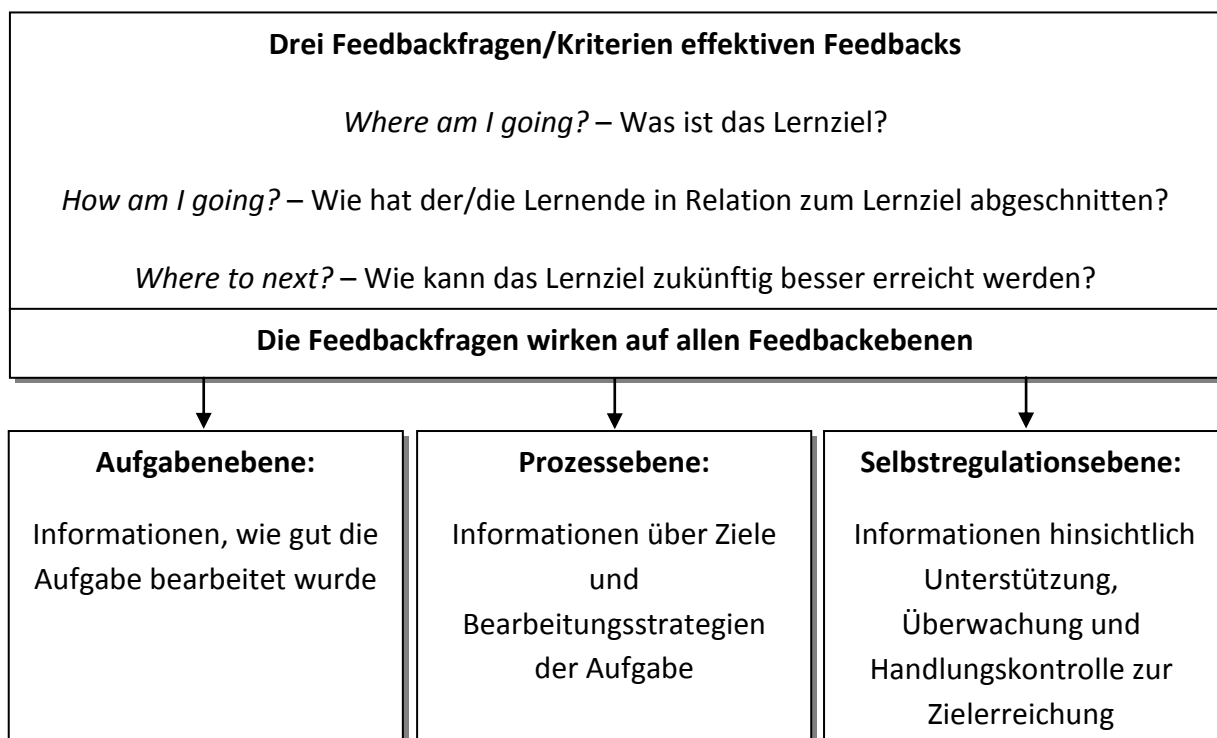 Drei Feedbackfragen/Kriterien effektiven Feedbacks
Where am I going? – Was ist das Lernziel?
How am I going? – Wie hat der/die Lernende in Relation zum Lernziel abgeschnitten?
Where to next? – Wie kann das Lernziel zukünftig besser erreicht werden?
Die Feedbackfragen wirken auf allen Feedbackebenen
Aufgabenebene:
Informationen, wie gut die
Aufgabe bearbeitet wurde
Prozessebene:
Informationen über Ziele
und
Bearbeitungsstrategien
der Aufgabe
Selbstregulationsebene:
Informationen hinsichtlich
Unterstützung,
Überwachung und
Handlungskontrolle zur
Zielerreichung